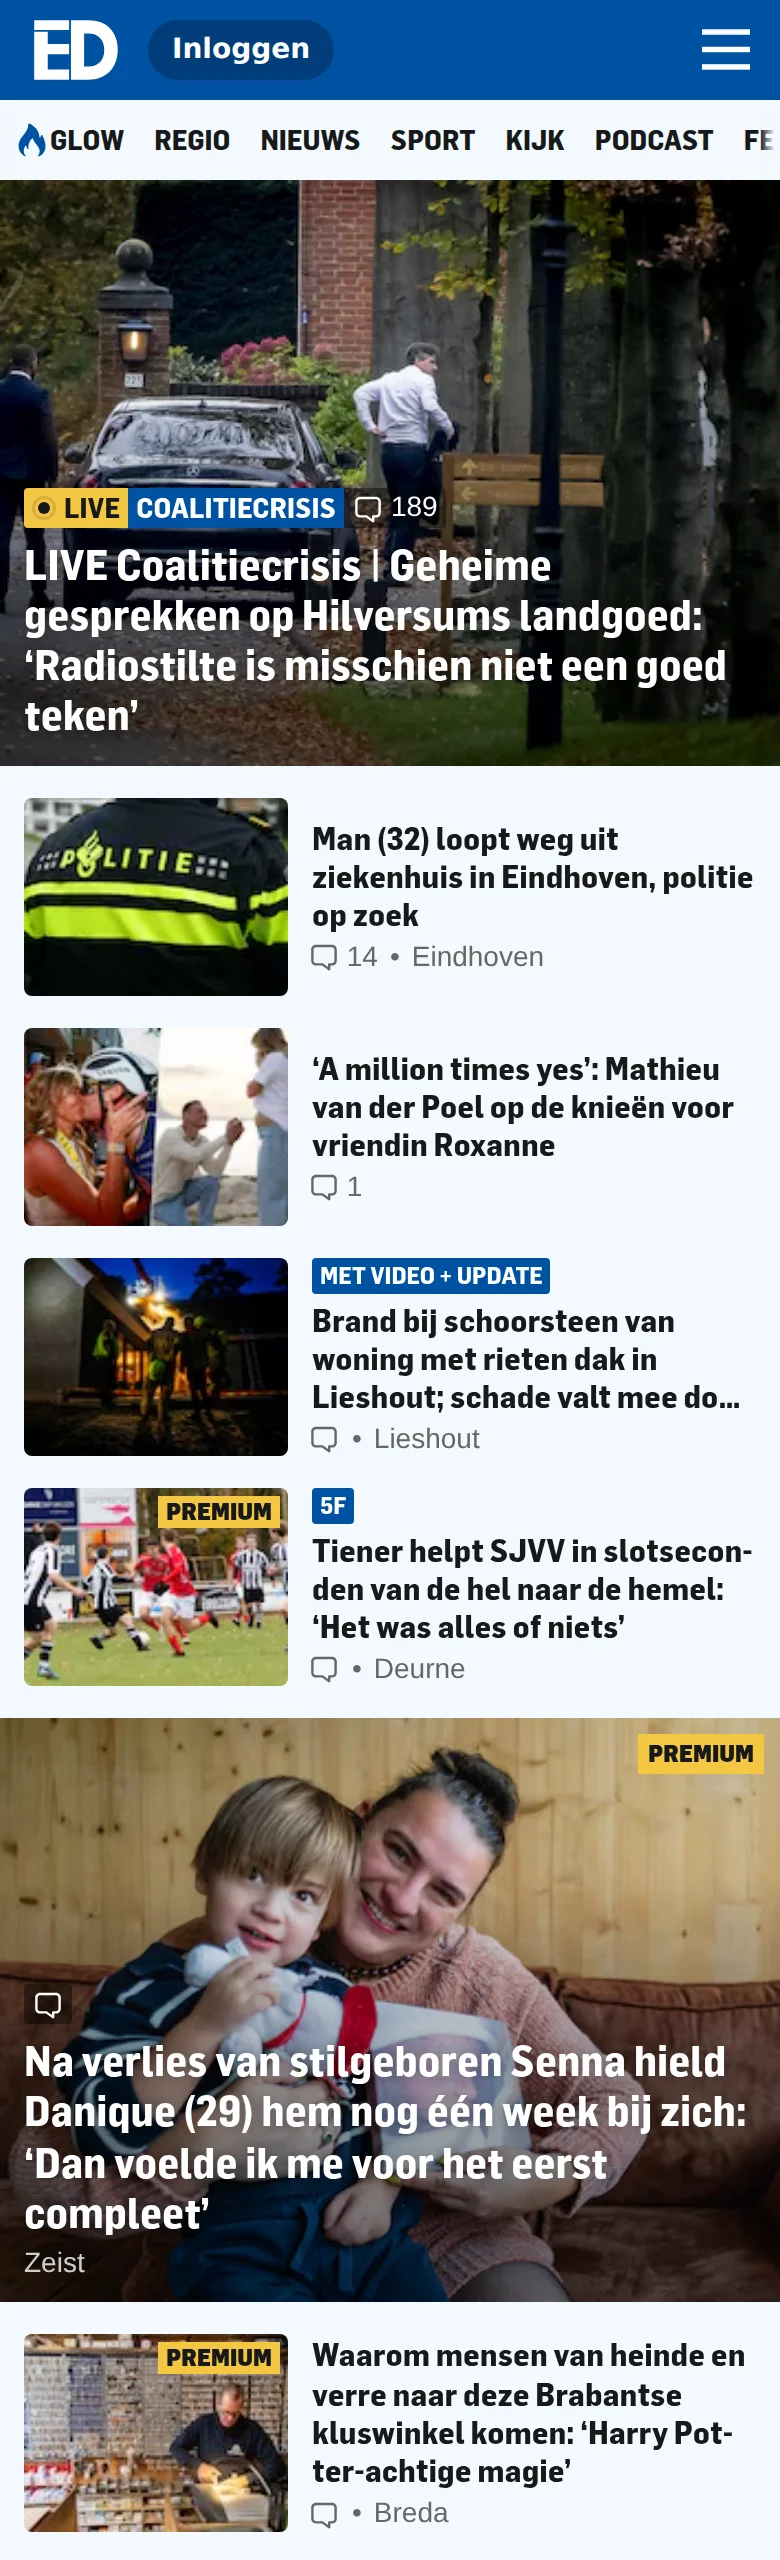 ED
Inloggen
GLOW REGIO NIEUWS SPORT KIJK PODCAST FE
225
LIVE COALITIECRISIS 189
LIVE Coalitiecrisis | Geheime
gesprekken op Hilversums landgoed:
‘Radiostilte is misschien niet een goed
teken’
POLITIE
Man (32) loopt weg uit
ziekenhuis in Eindhoven, politie
op zoek
14 • Eindhoven
‘A million times yes’: Mathieu
van der Poel op de knieën voor
vriendin Roxanne
1
MET VIDEO + UPDATE
Brand bij schoorsteen van
woning met rieten dak in
Lieshout; schade valt mee do...
• Lieshout
PREMIUM
5F
Tiener helpt SJVV in slotsecon-
den van de hel naar de hemel:
‘Het was alles of niets’
• Deurne
PREMIUM
Na verlies van stilgeboren Senna hield
Danique (29) hem nog één week bij zich:
‘Dan voelde ik me voor het eerst
compleet’
Zeist
PREMIUM
Waarom mensen van heinde en
verre naar deze Brabantse
kluswinkel komen: ‘Harry Pot-
ter-achtige magie’
• Breda